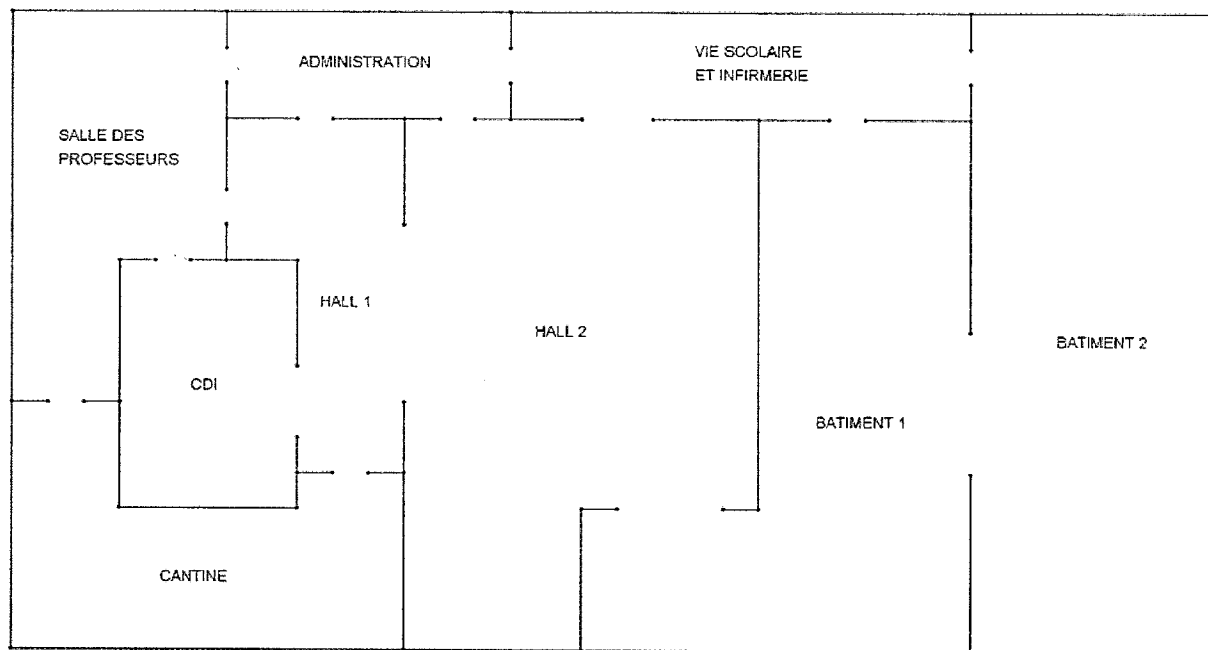 ADMINISTRATION
VIE SCOLAIRE
ET INFIRMERIE
SALLE DES
PROFESSEURS
HALL 1
HALL 2
BATIMENT 2
CDI
BATIMENT 1
CANTINE